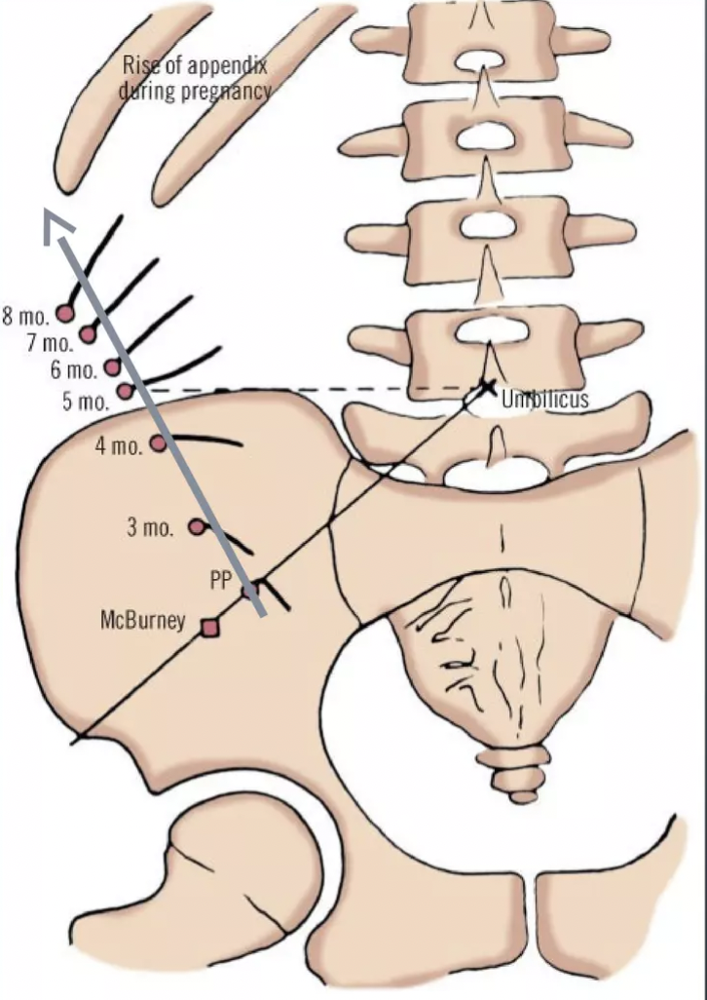 Rise of appendix
during pregnancy
8 mo.
7 mo.
6 mo.
5 mo.
Umbilicus
4 mo.
3 mo.
PP
McBurney